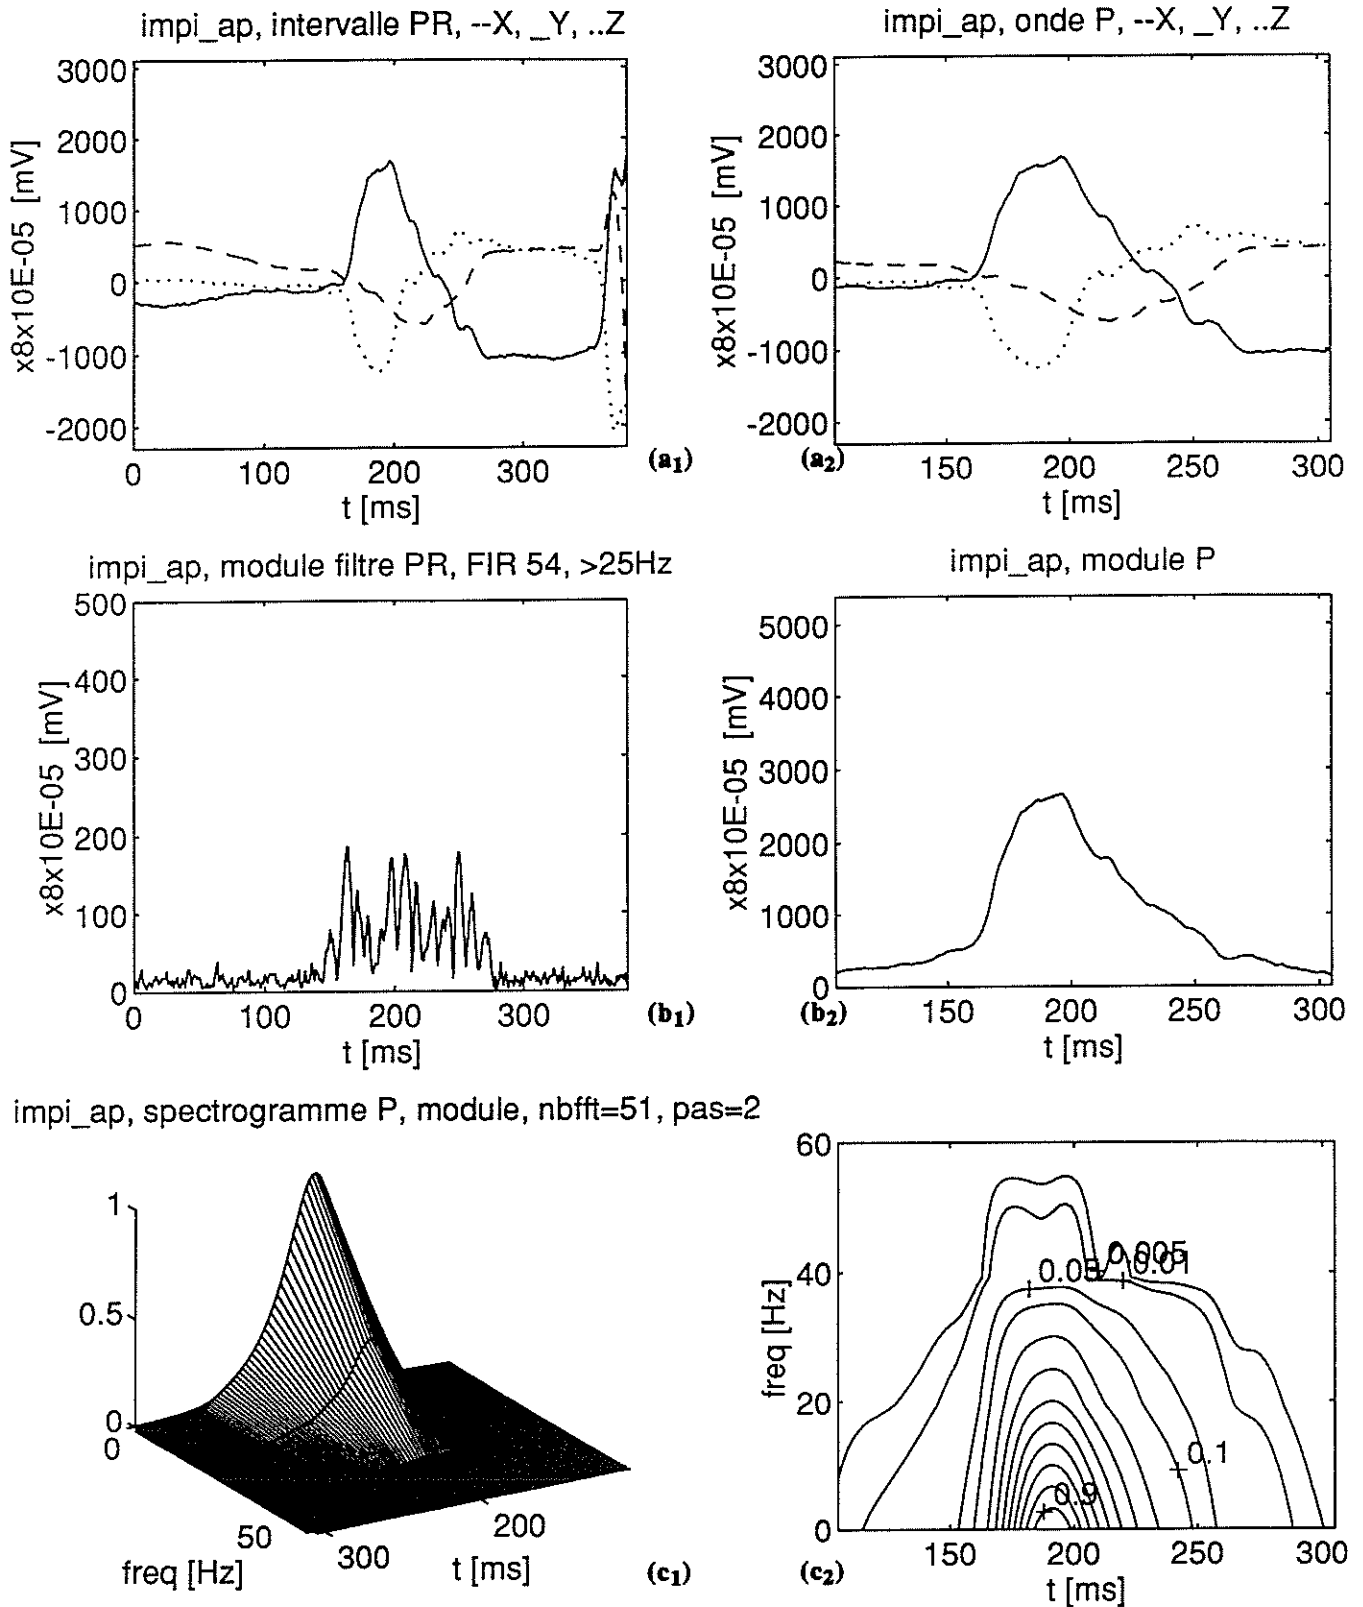 impi_ap, intervalle PR, --X, _Y, ..Z
3000
2000
1000
0
-1000
-2000
x8x10E-05 [mV]
0 100 200 300
t [ms]
(a1)
impi_ap, onde P, --X, _Y, ..Z
3000
2000
1000
0
-1000
-2000
x8x10E-05 [mV]
150 200 250 300
t [ms]
(a2)
impi_ap, module filtre PR, FIR 54, >25Hz
500
400
300
200
100
0
x8x10E-05 [mV]
0 100 200 300
t [ms]
(b1)
impi_ap, module P
5000
4000
3000
2000
1000
0
x8x10E-05 [mV]
150 200 250 300
t [ms]
(b2)
impi_ap, spectrogramme P, module, nbfft=51, pas=2
1
0.5
0
0
50
freq [Hz]
300
200
t [ms]
(c1)
60
40
20
0
freq [Hz]
0.005
0.05
0.01
0.1
0.9
150 200 250 300
t [ms]
(c2)